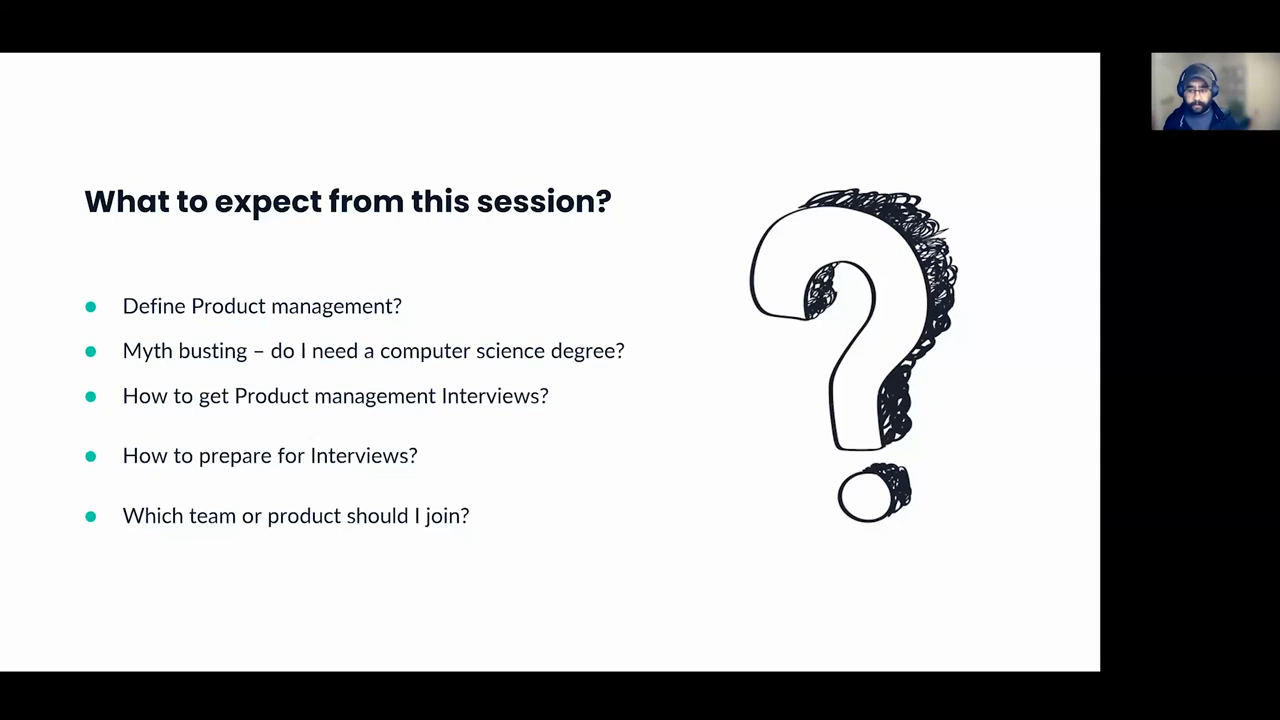 What to expect from this session?
Define Product management?
Myth busting – do I need a computer science degree?
How to get Product management Interviews?
How to prepare for Interviews?
Which team or product should I join?